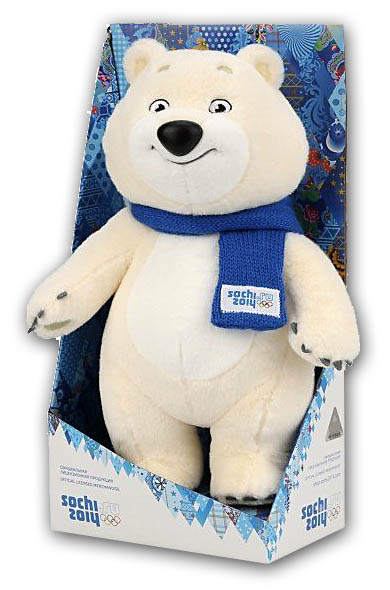 sochi.ru
2014
ОФИЦИАЛЬНАЯ
ЛИЦЕНЗИОННАЯ ПРОДУКЦИЯ
OFFICIAL LICENSED MERCHANDISE
sochi.ru
2014
sochi.ru
2014